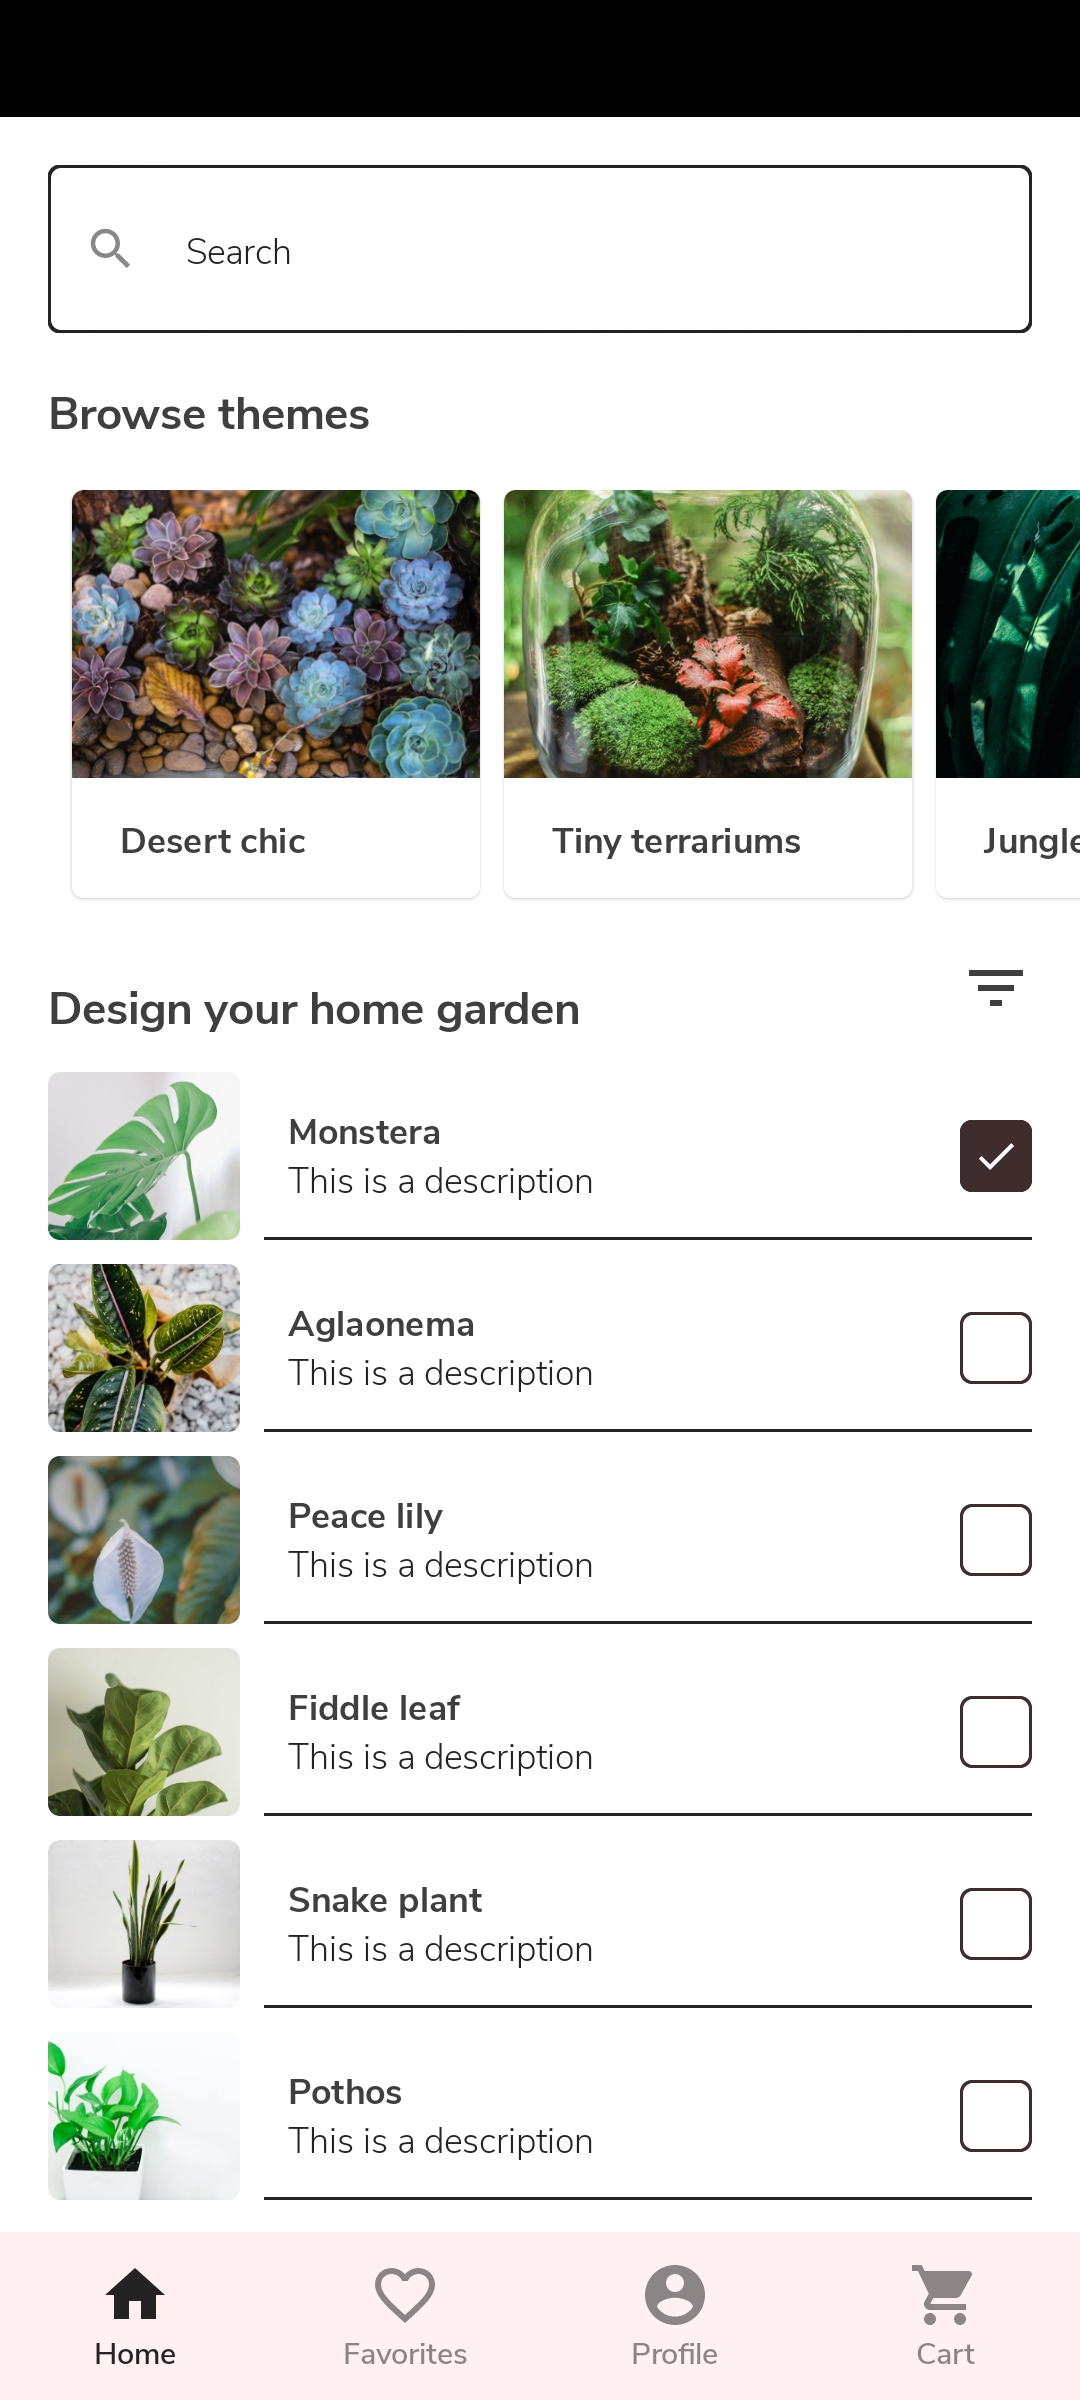 Search
Browse themes
Desert chic
Tiny terrariums
Jungle
Design your home garden
Monstera
This is a description
Aglaonema
This is a description
Peace lily
This is a description
Fiddle leaf
This is a description
Snake plant
This is a description
Pothos
This is a description
Home
Favorites
Profile
Cart